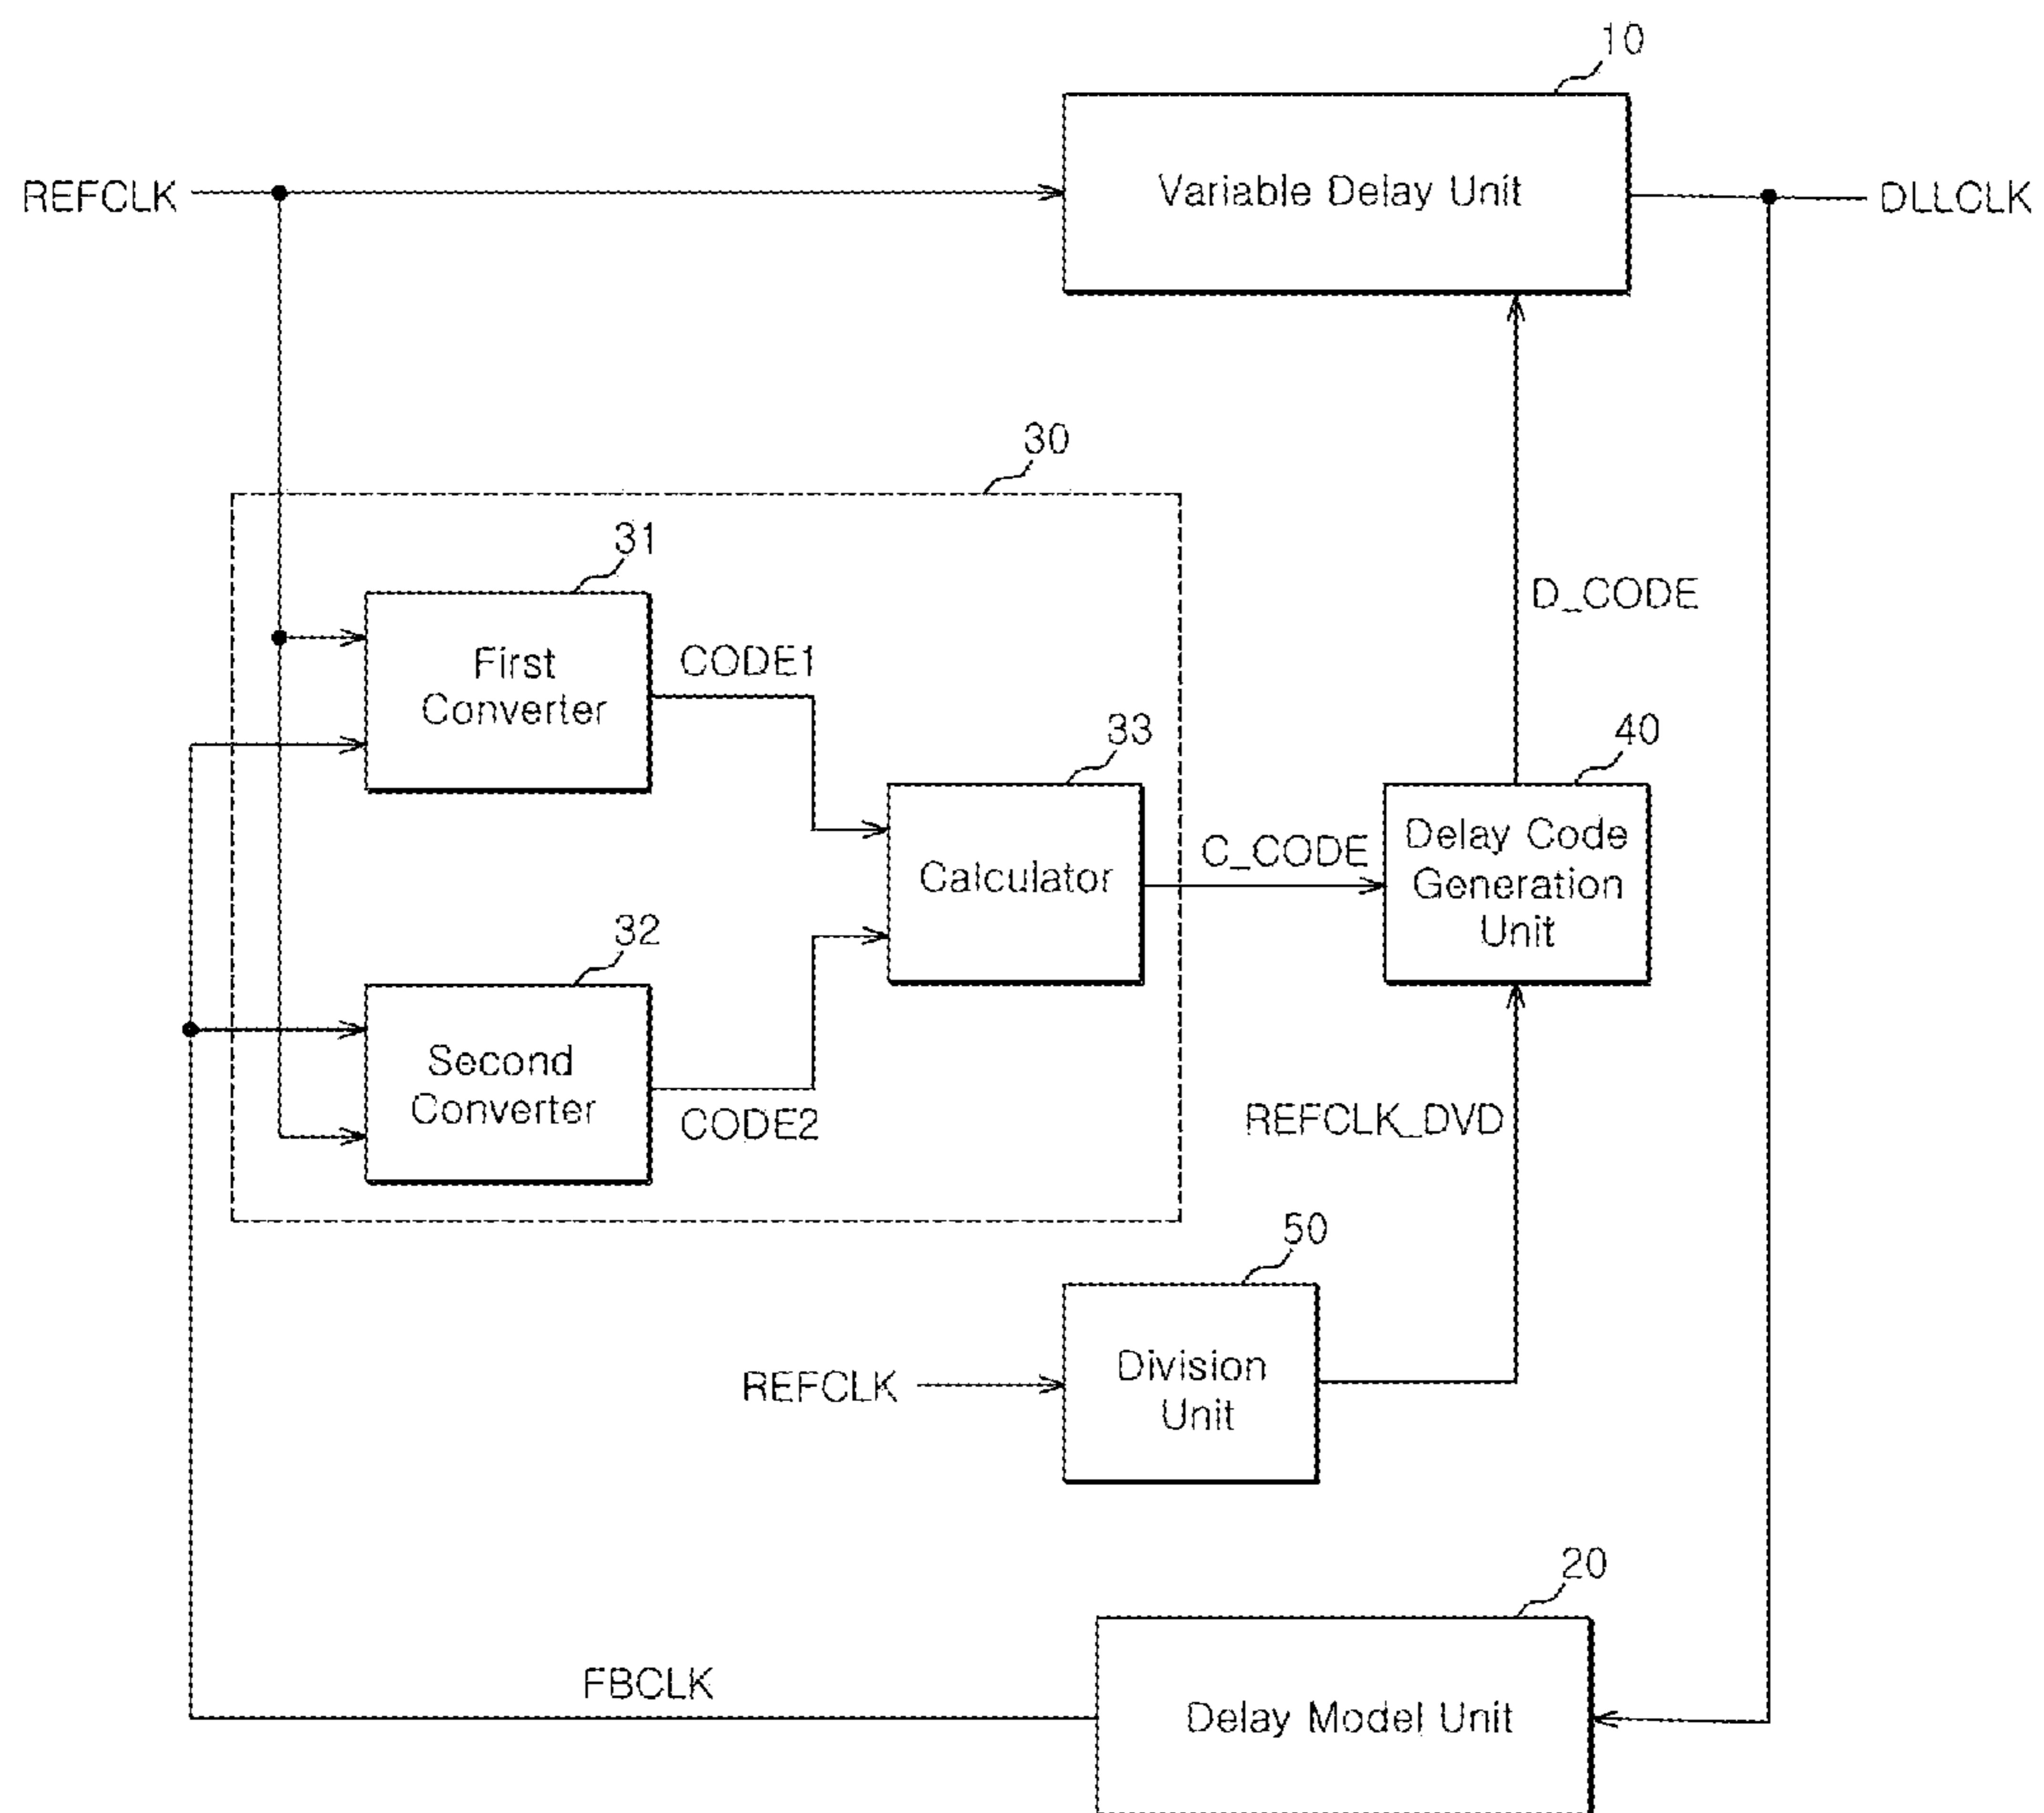 10
REFCLK
Variable Delay Unit
DLLCLK
30
31
D_CODE
First
Converter
CODE1
33
40
Calculator
C_CODE
Delay Code
Generation
Unit
32
Second
Converter
CODE2
REFCLK_DVD
50
REFCLK
Division
Unit
20
FBCLK
Delay Model Unit